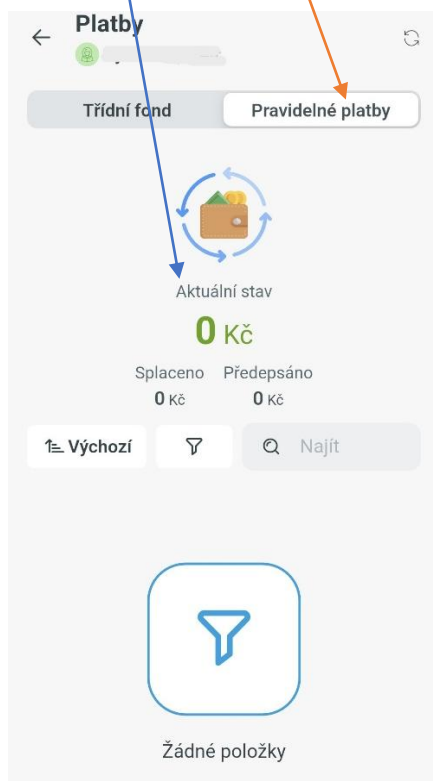 Platby
Třídní fond Pravidelné platby
Aktuální stav
0 Kč
Splaceno Předepsáno
0 Kč 0 Kč
Výchozí Najít
Žádné položky